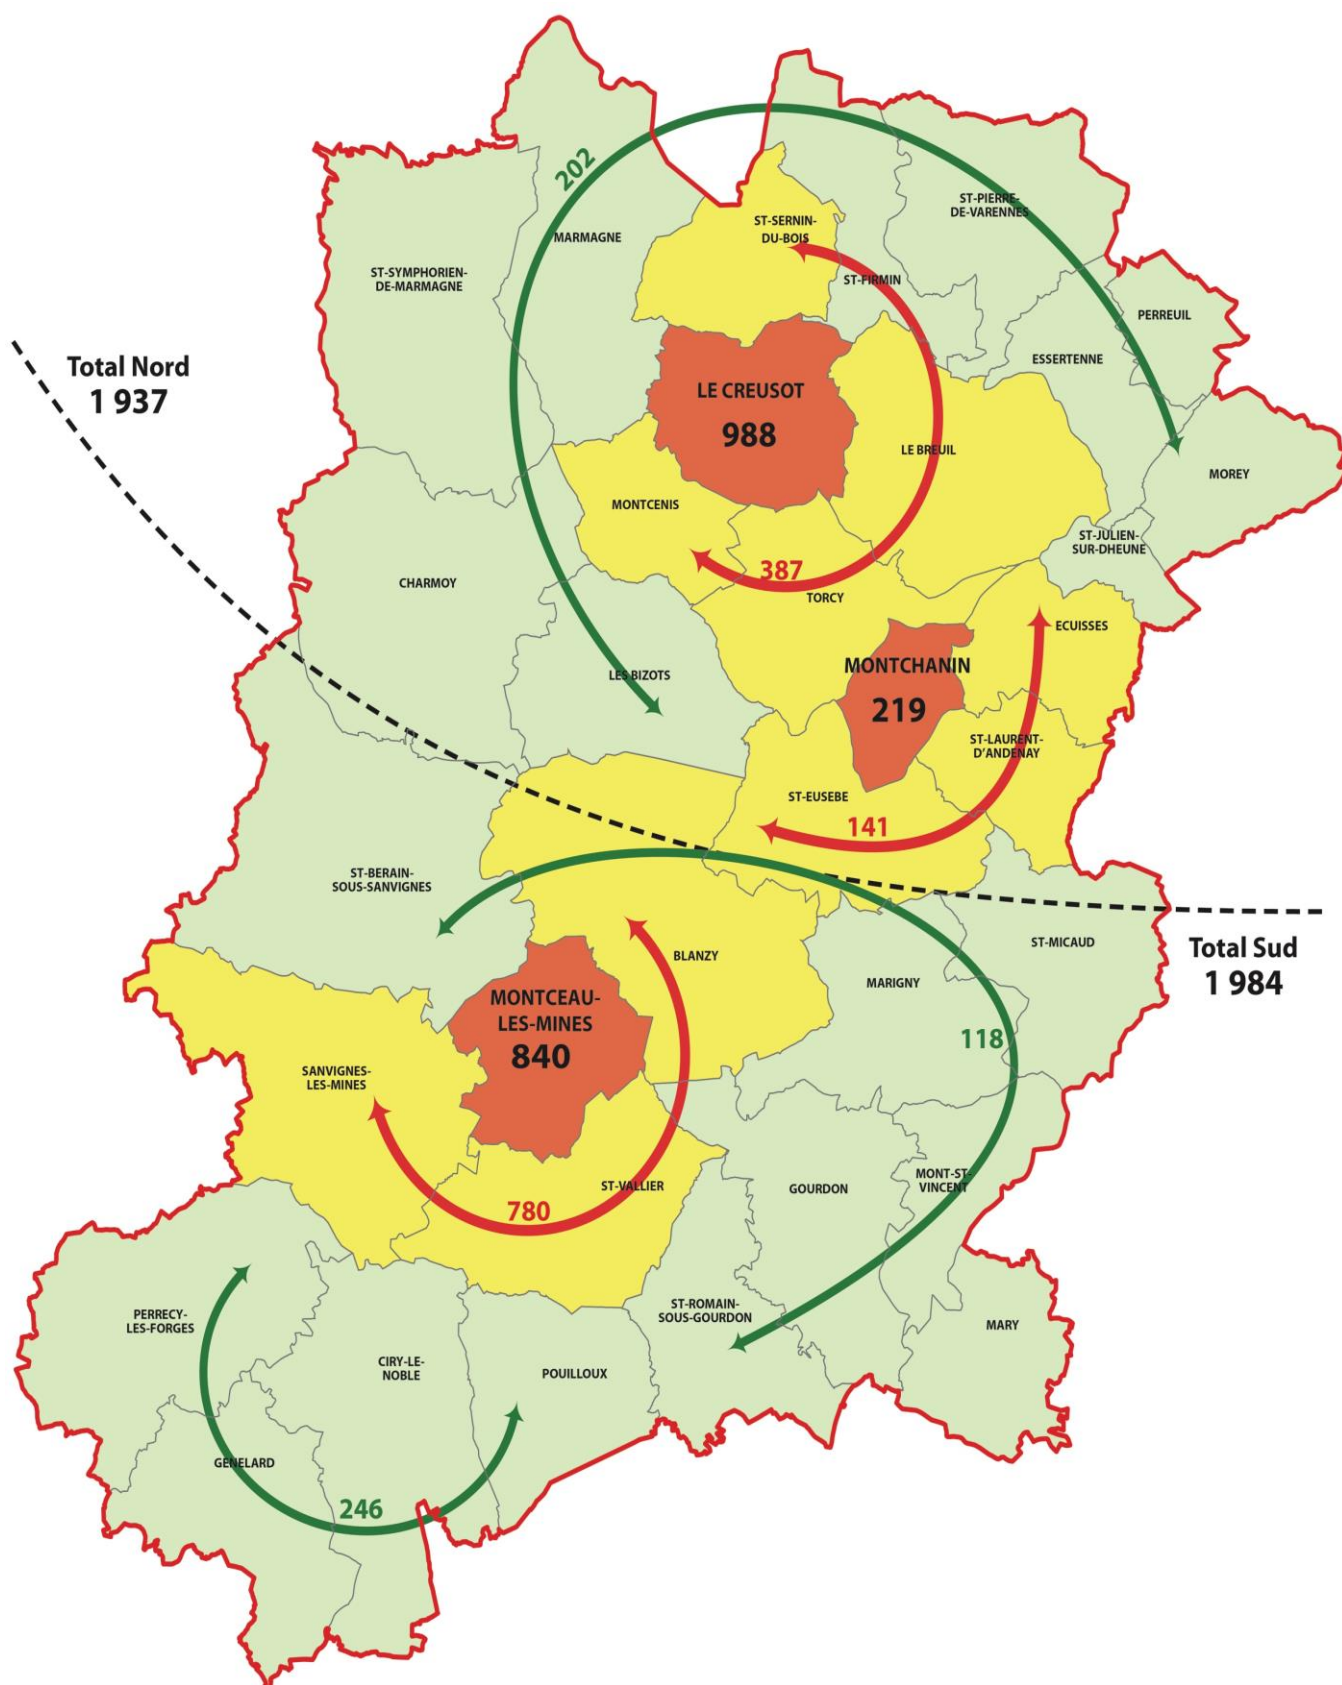 202
ST-PIERRE-
DE-VARENNES
ST-SERNIN-
DU-BOIS
MARMAGNE
ST-SYMPHORIEN-
DE-MARMAGNE
ST-FIRMIN
PERREUIL
ESSERTENNE
Total Nord
1 937
LE CREUSOT
988
LE BREUIL
MOREY
MONTCENIS
ST-JULIEN-
SUR-DHEUNE
387
CHARMOY
TORCY
ECUISSES
MONTCHANIN
219
LES BIZOTS
ST-LAURENT-
D'ANDENAY
ST-EUSEBE
141
ST-BERAIN-
SOUS-SANVIGNES
BLANZY
ST-MICAUD
Total Sud
1 984
MARIGNY
MONTCEAU-
LES-MINES
840
118
SANVIGNES-
LES-MINES
ST-VALLIER
GOURDON
MONT-ST-
VINCENT
780
PERRECY-
LES-FORGES
ST-ROMAIN-
SOUS-GOURDON
MARY
CIRY-LE-
NOBLE
POUILLOUX
GENELARD
246